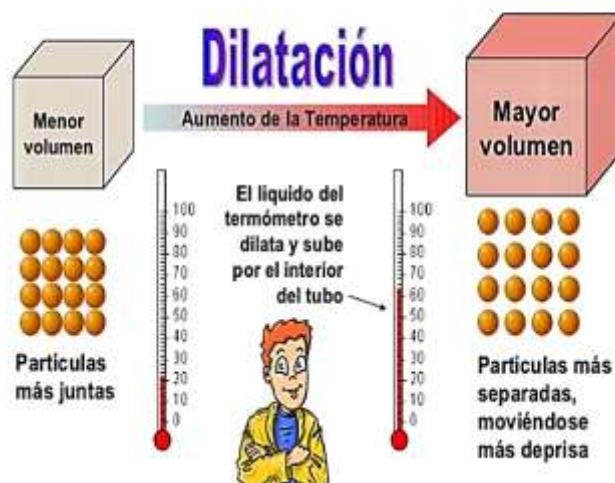 Dilatación
Menor
volumen
Aumento de la Temperatura
Mayor
volumen
El liquido del
termómetro se
dilata y sube
por el interior
del tubo
100
90
80
70
60
50
40
30
20
10
0
100
90
80
70
60
50
40
30
20
10
0
Partículas
más juntas
Partículas más
separadas,
moviéndose
más deprisa